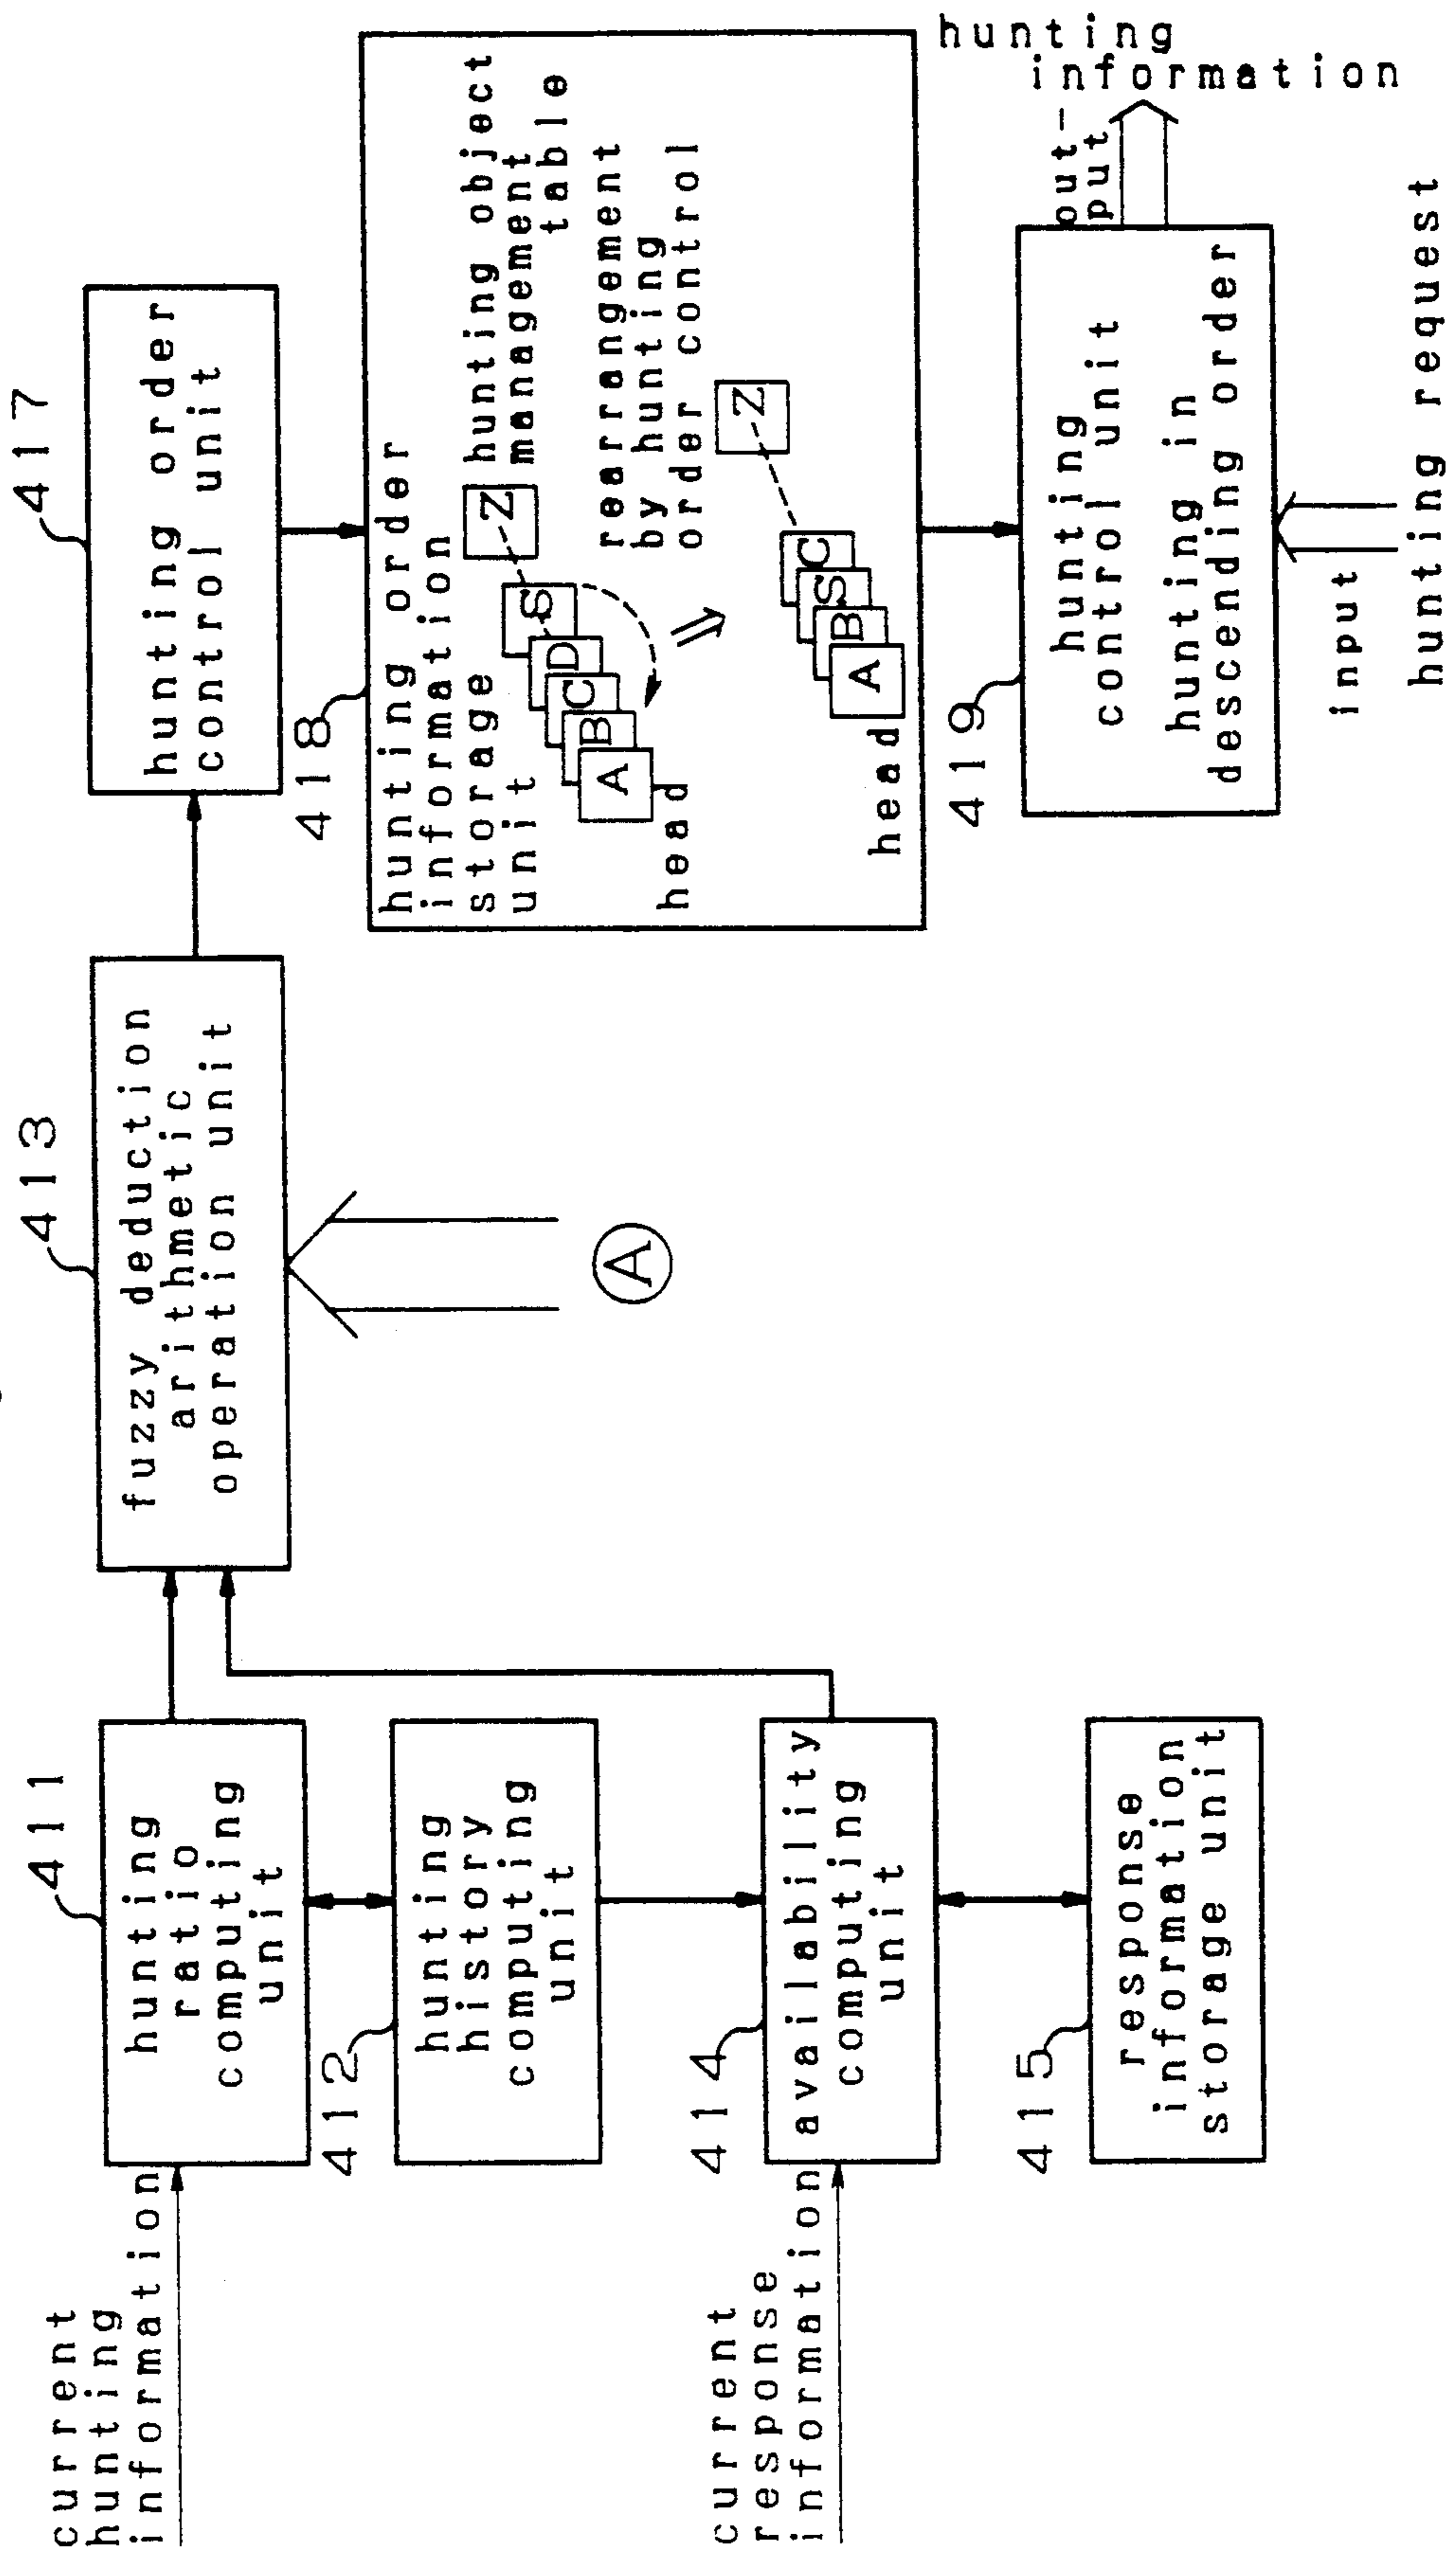 current
hunting
information
411
hunting
ratio
computing
unit
412
hunting
history
computing
unit
current
response
information
414
availability
computing
unit
415
response
information
storage unit
413
fuzzy deduction
arithmetic
operation unit
A
417
hunting order
control unit
418
hunting order
information
storage
unit
A
B
C
D
S
Z
head
hunting object
management
table
rearrangement
by hunting
order control
A
B
S
C
Z
head
419
hunting
control unit
hunting in
descending order
input
hunting request
out-
put
hunting
information